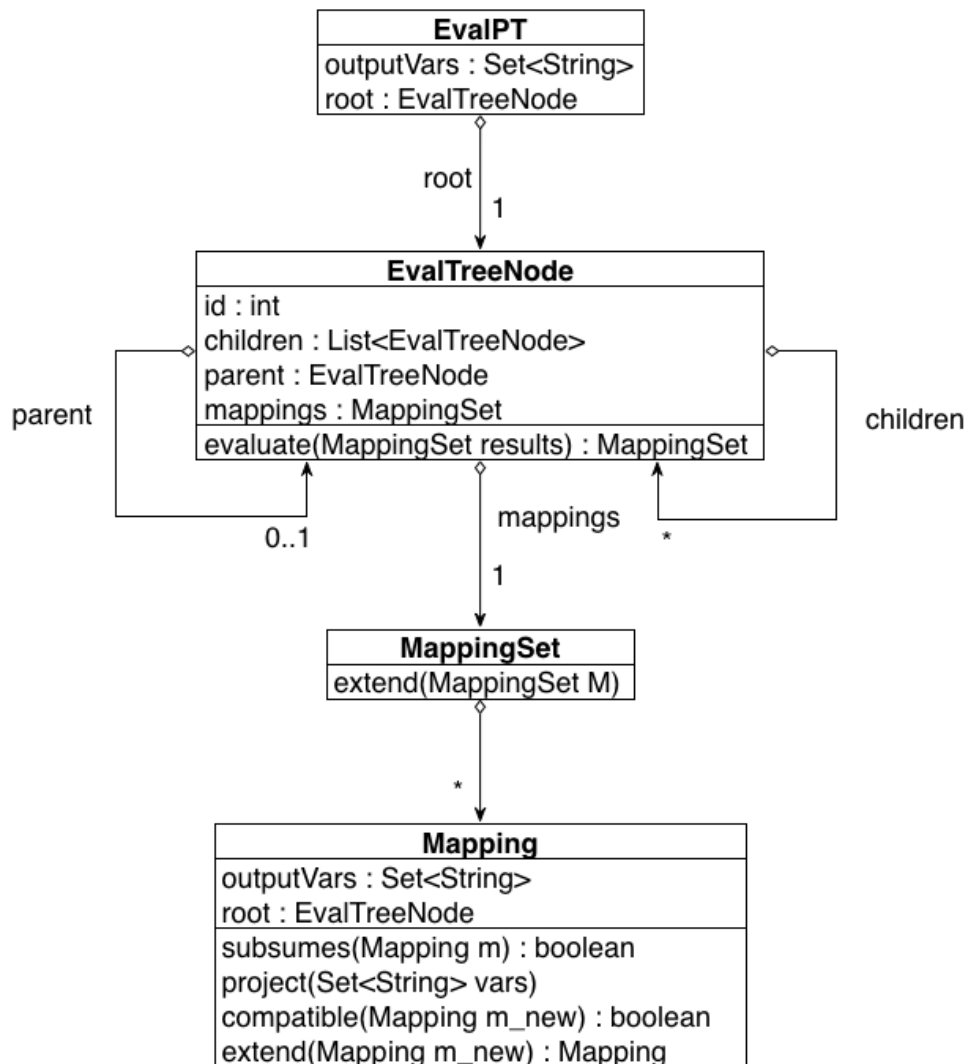 EvalPT
outputVars : Set<String>
root : EvalTreeNode
root
1
EvalTreeNode
id : int
children : List<EvalTreeNode>
parent : EvalTreeNode
mappings : MappingSet
evaluate(MappingSet results) : MappingSet
parent
children
0..1
*
mappings
1
MappingSet
extend(MappingSet M)
*
Mapping
outputVars : Set<String>
root : EvalTreeNode
subsumes(Mapping m) : boolean
project(Set<String> vars)
compatible(Mapping m_new) : boolean
extend(Mapping m_new) : Mapping